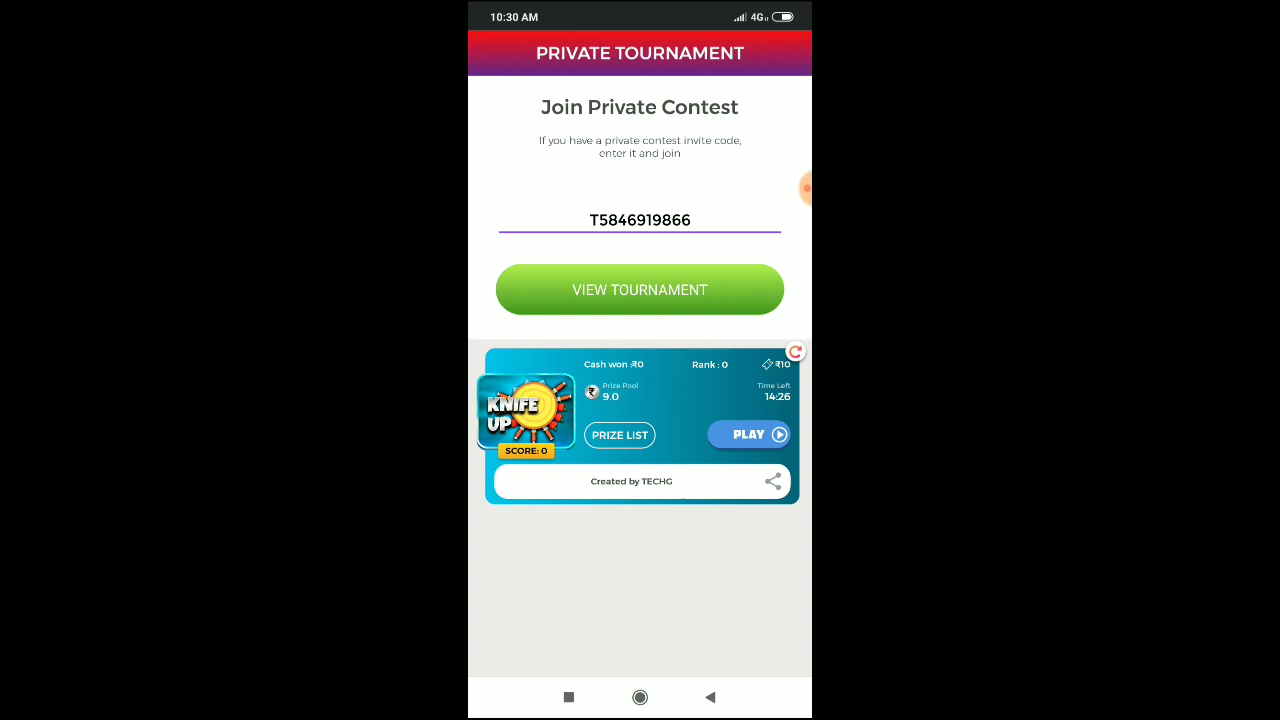 10:30 AM
4G
PRIVATE TOURNAMENT
Join Private Contest
If you have a private contest invite code,
enter it and join
T5846919866
VIEW TOURNAMENT
Cash won :₹0
Rank : 0
₹10
Prize Pool
9.0
Time Left
14:26
KNIFE
UP
SCORE: 0
PRIZE LIST
PLAY
Created by TECHG